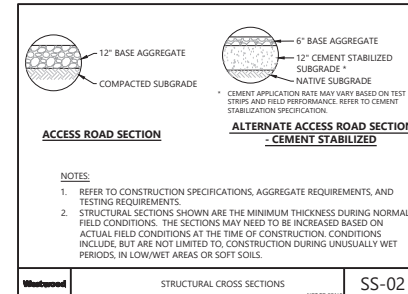 12" BASE AGGREGATE
COMPACTED SUBGRADE
ACCESS ROAD SECTION
6" BASE AGGREGATE
12" CEMENT STABILIZED
SUBGRADE *
NATIVE SUBGRADE
* CEMENT APPLICATION RATE MAY VARY BASED ON TEST
STRIPS AND FIELD PERFORMANCE. REFER TO CEMENT
STABILIZATION SPECIFICATION.
ALTERNATE ACCESS ROAD SECTION
- CEMENT STABILIZED
NOTES:
1. REFER TO CONSTRUCTION SPECIFICATIONS, AGGREGATE REQUIREMENTS, AND
TESTING REQUIREMENTS.
2. STRUCTURAL SECTIONS SHOWN ARE THE MINIMUM THICKNESS DURING NORMAL
FIELD CONDITIONS. THE SECTIONS MAY NEED TO BE INCREASED BASED ON
ACTUAL FIELD CONDITIONS AT THE TIME OF CONSTRUCTION. CONDITIONS
INCLUDE, BUT ARE NOT LIMITED TO, CONSTRUCTION DURING UNUSUALLY WET
PERIODS, IN LOW/WET AREAS OR SOFT SOILS.
Westwood
STRUCTURAL CROSS SECTIONS
SS-02